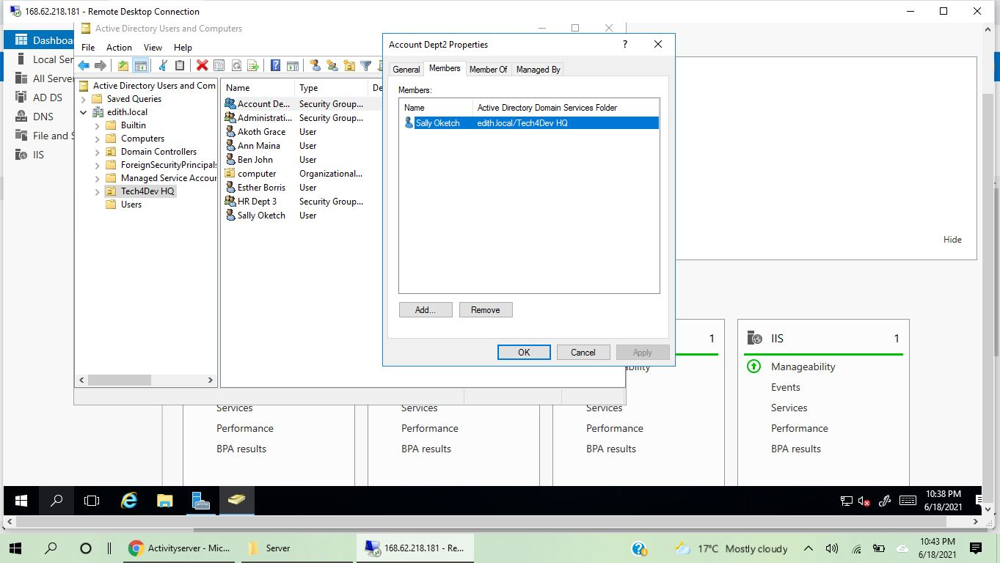 168.62.218.181 - Remote Desktop Connection
Active Directory Users and Computers
File Action View Help
Dashboa
Local Ser
All Server
AD DS
DNS
File and S
IIS
Active Directory Users and Com
Saved Queries
edith.local
Builtin
Computers
Domain Controllers
ForeignSecurityPrincipals
Managed Service Accour
Tech4Dev HQ
Users
Name Type De
Account De... Security Group...
Administrati... Security Group...
Akoth Grace User
Ann Maina User
Ben John User
computer Organizational...
Esther Borris User
HR Dept 3 Security Group...
Sally Oketch User
Account Dept2 Properties
General Members Member Of Managed By
Members:
Name Active Directory Domain Services Folder
Sally Oketch edith.local/Tech4Dev HQ
Add... Remove
OK Cancel Apply
Hide
1
IIS 1
Manageability
Events
Services
Performance
BPA results
Services
Performance
BPA results
Services
Performance
BPA results
ability
Services
Performance
BPA results
10:38 PM
6/18/2021
Activityserver - Mic...
Server
168.62.218.181 - Re...
17°C Mostly cloudy
10:43 PM
6/18/2021